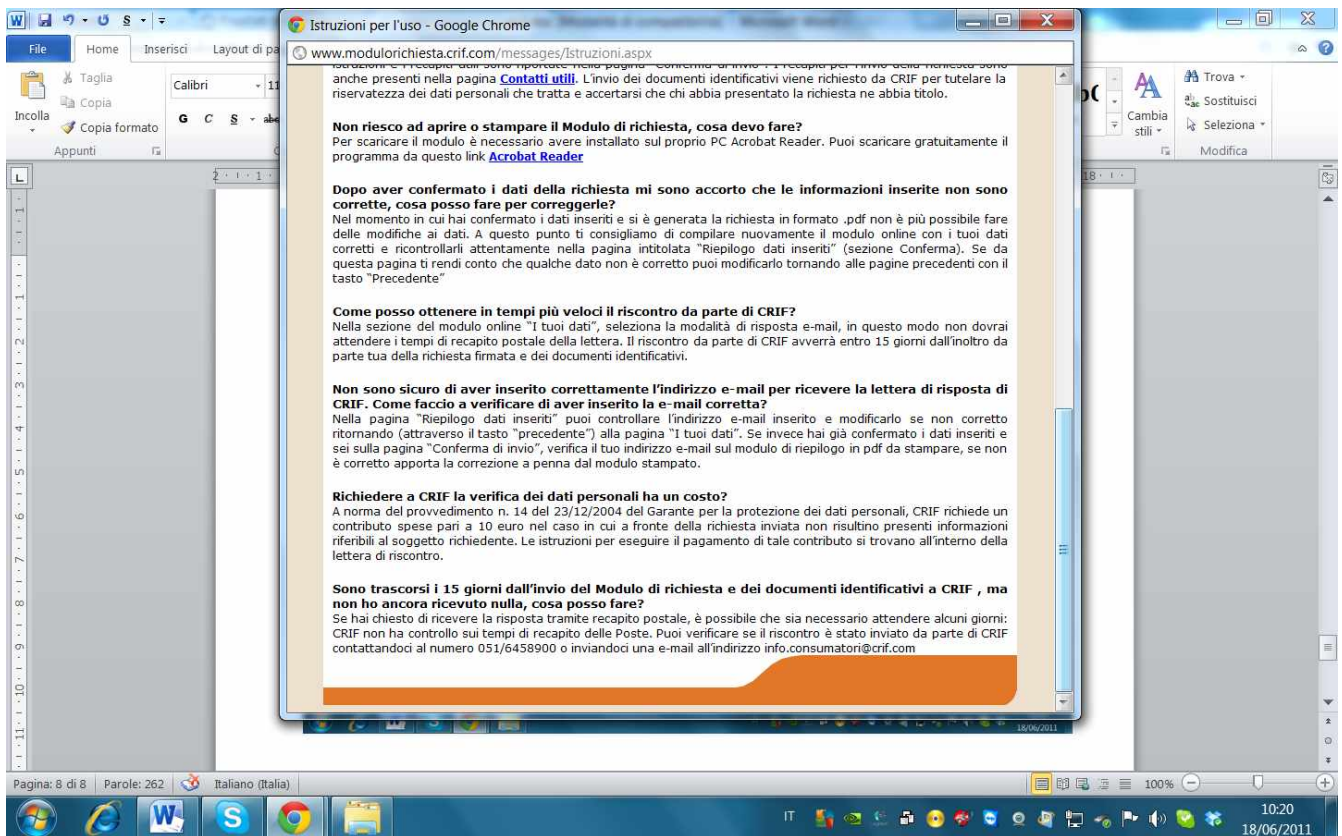 Istruzioni per l'uso - Google Chrome
www.modulorichiesta.crif.com/messages/Istruzioni.aspx
File Home Inserisci Layout di pa
Taglia
Copia
Copia formato
Incolla
Appunti
Calibri 11
G C S abc
Trova
Sostituisci
Seleziona
Cambia
stili
Modifica
anche presenti nella pagina Contatti utili. L'invio dei documenti identificativi viene richiesto da CRIF per tutelare la
riservatezza dei dati personali che tratta e accertarsi che chi abbia presentato la richiesta ne abbia titolo.
Non riesco ad aprire o stampare il Modulo di richiesta, cosa devo fare?
Per scaricare il modulo è necessario avere installato sul proprio PC Acrobat Reader. Puoi scaricare gratuitamente il
programma da questo link Acrobat Reader
Dopo aver confermato i dati della richiesta mi sono accorto che le informazioni inserite non sono
corrette, cosa posso fare per correggerle?
Nel momento in cui hai confermato i dati inseriti e si è generata la richiesta in formato .pdf non è più possibile fare
delle modifiche ai dati. A questo punto ti consigliamo di compilare nuovamente il modulo online con i tuoi dati
corretti e ricontrollarli attentamente nella pagina intitolata "Riepilogo dati inseriti" (sezione Conferma). Se da
questa pagina ti rendi conto che qualche dato non è corretto puoi modificarlo tornando alle pagine precedenti con il
tasto "Precedente"
Come posso ottenere in tempi più veloci il riscontro da parte di CRIF?
Nella sezione del modulo online "I tuoi dati", seleziona la modalità di risposta e-mail, in questo modo non dovrai
attendere i tempi di recapito postale della lettera. Il riscontro da parte di CRIF avverrà entro 15 giorni dall'inoltro da
parte tua della richiesta firmata e dei documenti identificativi.
Non sono sicuro di aver inserito correttamente l'indirizzo e-mail per ricevere la lettera di risposta di
CRIF. Come faccio a verificare di aver inserito la e-mail corretta?
Nella pagina "Riepilogo dati inseriti" puoi controllare l'indirizzo e-mail inserito e modificarlo se non corretto
ritornando (attraverso il tasto "precedente") alla pagina "I tuoi dati". Se invece hai già confermato i dati inseriti e
sei sulla pagina "Conferma di invio", verifica il tuo indirizzo e-mail sul modulo di riepilogo in pdf da stampare, se non
è corretto apporta la correzione a penna dal modulo stampato.
Richiedere a CRIF la verifica dei dati personali ha un costo?
A norma del provvedimento n. 14 del 23/12/2004 del Garante per la protezione dei dati personali, CRIF richiede un
contributo spese pari a 10 euro nel caso in cui a fronte della richiesta inviata non risultino presenti informazioni
riferibili al soggetto richiedente. Le istruzioni per eseguire il pagamento di tale contributo si trovano all'interno della
lettera di riscontro.
Sono trascorsi i 15 giorni dall'invio del Modulo di richiesta e dei documenti identificativi a CRIF , ma
non ho ancora ricevuto nulla, cosa posso fare?
Se hai chiesto di ricevere la risposta tramite recapito postale, è possibile che sia necessario attendere alcuni giorni:
CRIF non ha controllo sui tempi di recapito delle Poste. Puoi verificare se il riscontro è stato inviato da parte di CRIF
contattandoci al numero 051/6458900 o inviandoci una e-mail all'indirizzo info.consumatori@crif.com
18/06/2011
Pagina: 8 di 8 Parole: 262 Italiano (Italia) 100%
IT 10:20
18/06/2011